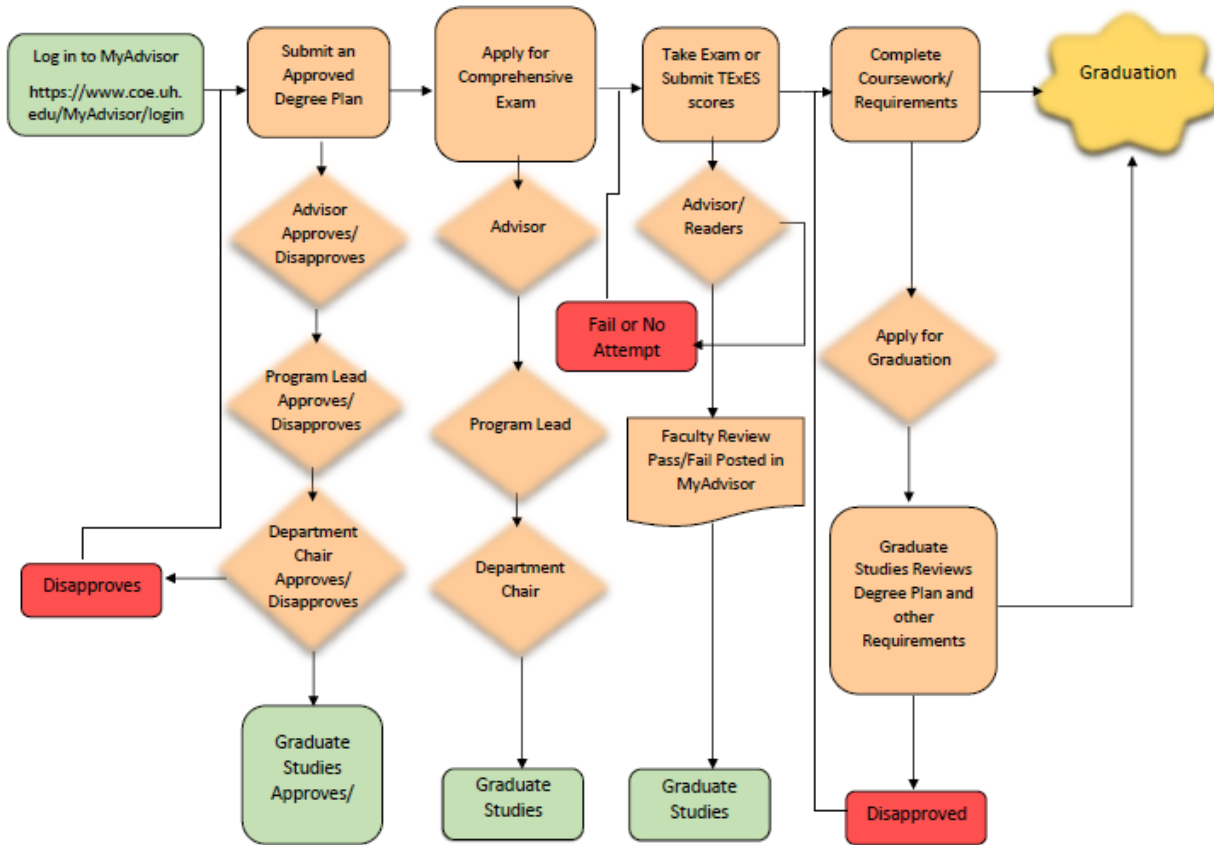 Log in to MyAdvisor
https://www.coe.uh.
edu/MyAdvisor/login
Submit an
Approved
Degree Plan
Apply for
Comprehensive
Exam
Take Exam or
Submit TExES
scores
Complete
Coursework/
Requirements
Graduation
Advisor
Approves/
Disapproves
Advisor
Advisor/
Readers
Fail or No
Attempt
Apply for
Graduation
Program Lead
Approves/
Disapproves
Program Lead
Faculty Review
Pass/Fail Posted in
MyAdvisor
Department
Chair
Approves/
Disapproves
Disapproves
Department
Chair
Graduate
Studies Reviews
Degree Plan and
other
Requirements
Graduate
Studies
Approves/
Graduate
Studies
Graduate
Studies
Disapproved